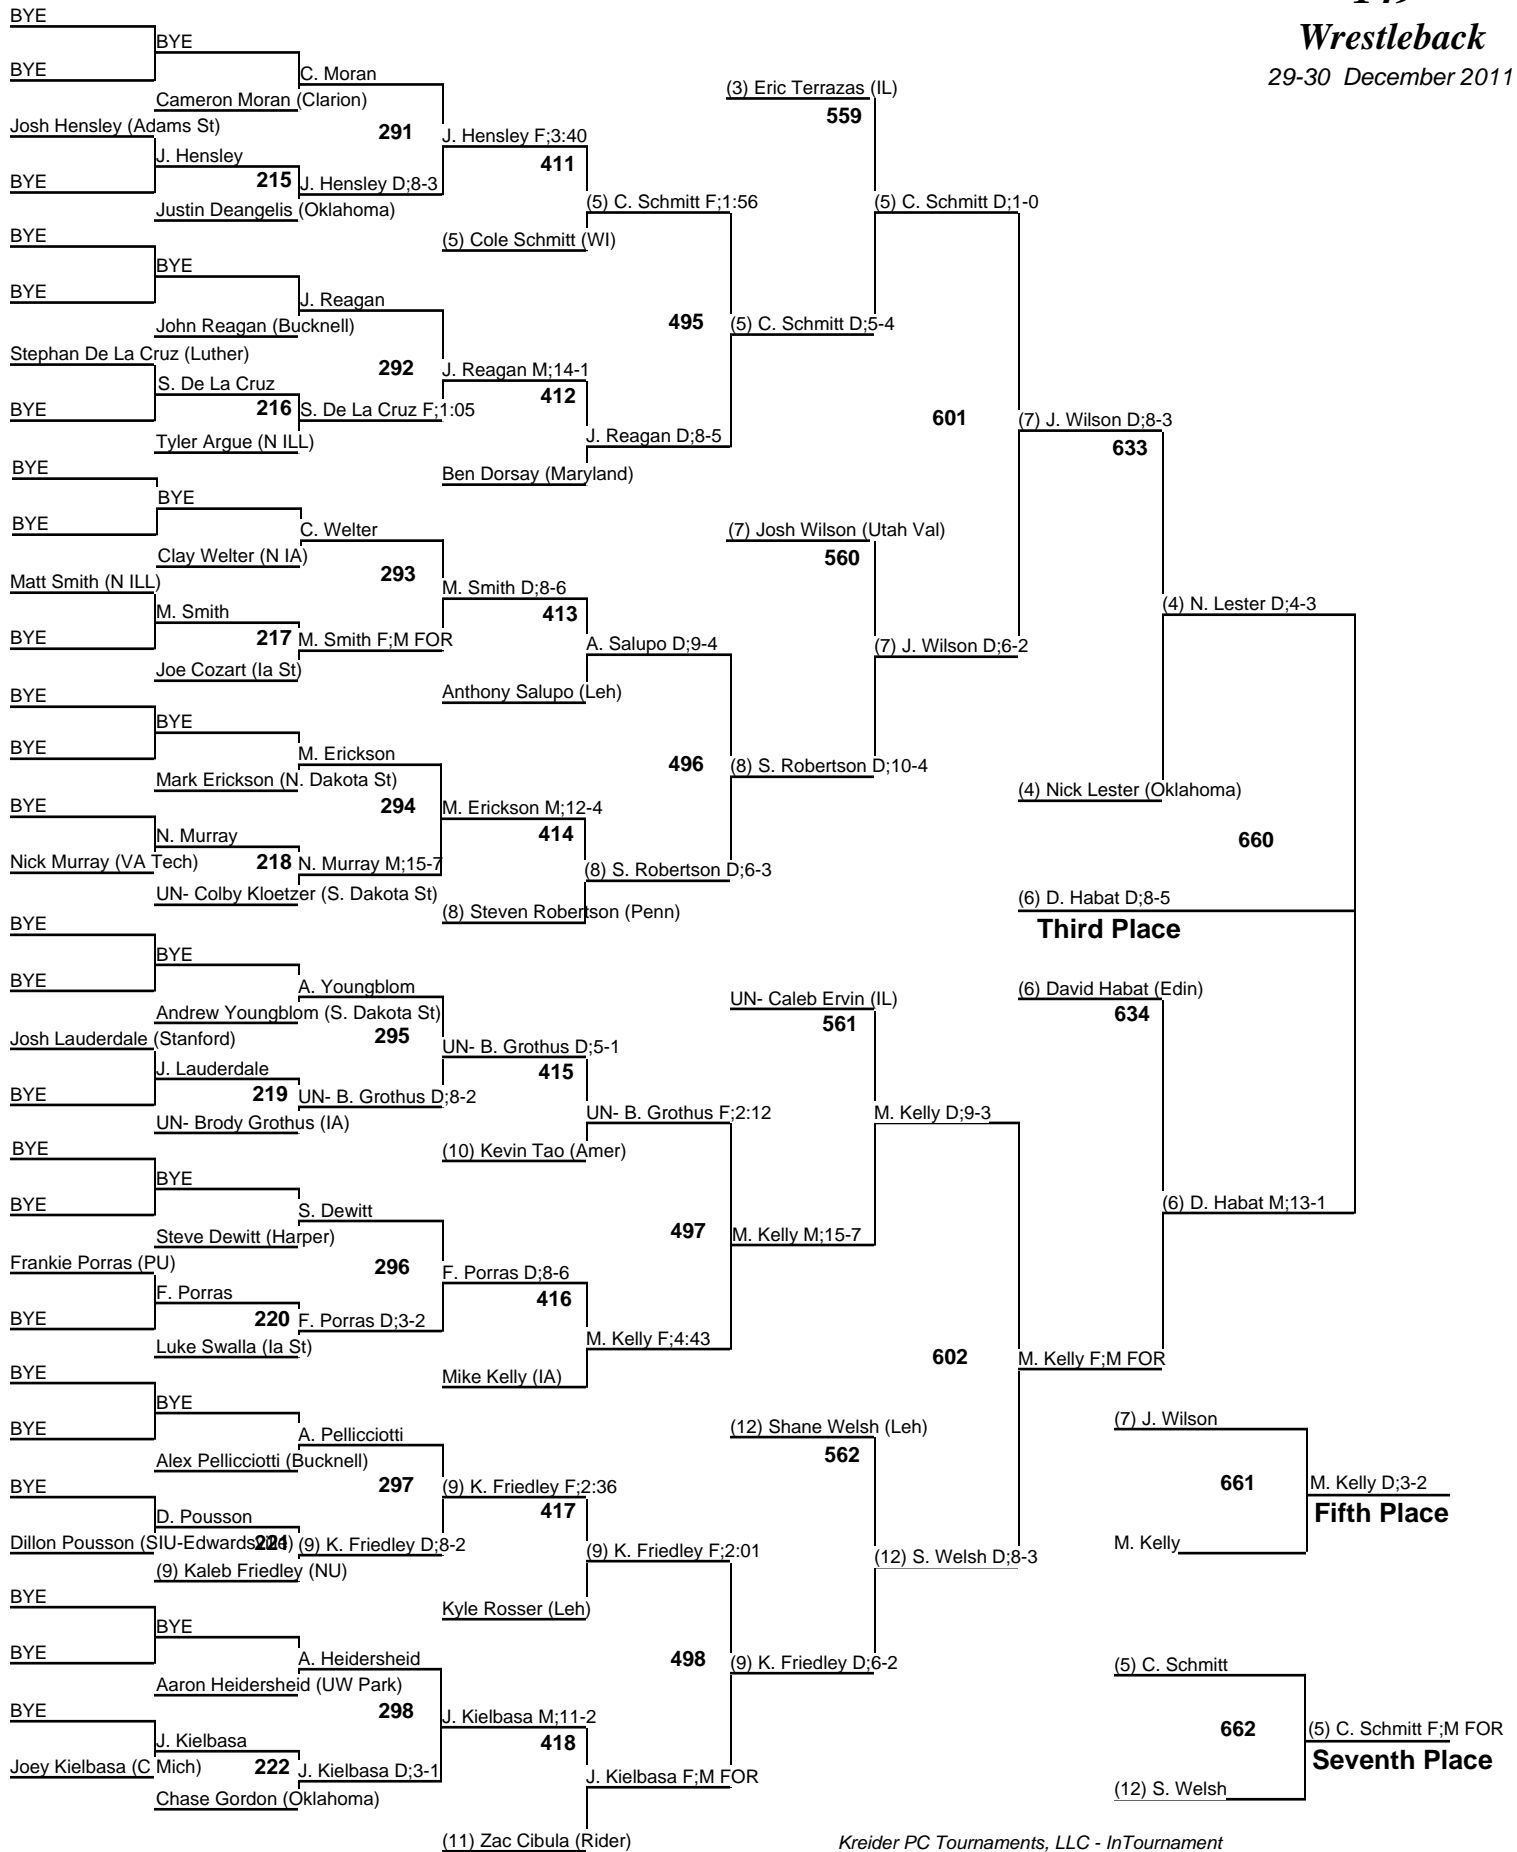 Wrestleback
29-30 December 2011
BYE
BYE
BYE
C. Moran
Cameron Moran (Clarion)
Josh Hensley (Adams St)
291
J. Hensley F;3:40
J. Hensley
BYE
215
J. Hensley D;8-3
Justin Deangelis (Oklahoma)
411
(5) C. Schmitt F;1:56
(5) Cole Schmitt (WI)
BYE
BYE
BYE
J. Reagan
John Reagan (Bucknell)
Stephan De La Cruz (Luther)
292
J. Reagan M;14-1
S. De La Cruz
BYE
216
S. De La Cruz F;1:05
Tyler Argue (N ILL)
412
J. Reagan D;8-5
Ben Dorsay (Maryland)
495
(5) C. Schmitt D;5-4
(3) Eric Terrazas (IL)
559
(5) C. Schmitt D;1-0
BYE
BYE
BYE
C. Welter
Clay Welter (N IA)
Matt Smith (N ILL)
293
M. Smith D;8-6
M. Smith
BYE
217
M. Smith F;M FOR
Joe Cozart (Ia St)
413
A. Salupo D;9-4
Anthony Salupo (Leh)
BYE
BYE
BYE
M. Erickson
Mark Erickson (N. Dakota St)
BYE
294
M. Erickson M;12-4
N. Murray
Nick Murray (VA Tech)
218
N. Murray M;15-7
UN- Colby Kloetzer (S. Dakota St)
414
(8) S. Robertson D;6-3
(8) Steven Robertson (Penn)
496
(8) S. Robertson D;10-4
(7) Josh Wilson (Utah Val)
560
(7) J. Wilson D;6-2
601
(7) J. Wilson D;8-3
633
(4) N. Lester D;4-3
(4) Nick Lester (Oklahoma)
660
(6) D. Habat D;8-5
Third Place
BYE
BYE
BYE
A. Youngblom
Andrew Youngblom (S. Dakota St)
Josh Lauderdale (Stanford)
295
UN- B. Grothus D;5-1
J. Lauderdale
BYE
219
UN- B. Grothus D;8-2
UN- Brody Grothus (IA)
415
UN- B. Grothus F;2:12
(10) Kevin Tao (Amer)
BYE
BYE
BYE
S. Dewitt
Steve Dewitt (Harper)
Frankie Porras (PU)
296
F. Porras D;8-6
F. Porras
BYE
220
F. Porras D;3-2
Luke Swalla (Ia St)
416
M. Kelly F;4:43
Mike Kelly (IA)
497
M. Kelly M;15-7
UN- Caleb Ervin (IL)
561
M. Kelly D;9-3
(6) David Habat (Edin)
634
(6) D. Habat M;13-1
602
M. Kelly F;M FOR
BYE
BYE
BYE
A. Pellicciotti
Alex Pellicciotti (Bucknell)
BYE
297
(9) K. Friedley F;2:36
D. Pousson
Dillon Pousson (SIU-Edwardsville)
221
(9) K. Friedley D;8-2
(9) Kaleb Friedley (NU)
417
(9) K. Friedley F;2:01
Kyle Rosser (Leh)
BYE
BYE
BYE
A. Heidersheid
Aaron Heidersheid (UW Park)
BYE
298
J. Kielbasa M;11-2
J. Kielbasa
Joey Kielbasa (C Mich)
222
J. Kielbasa D;3-1
Chase Gordon (Oklahoma)
418
J. Kielbasa F;M FOR
(11) Zac Cibula (Rider)
498
(9) K. Friedley D;6-2
(12) Shane Welsh (Leh)
562
(12) S. Welsh D;8-3
(7) J. Wilson
661
M. Kelly D;3-2
Fifth Place
M. Kelly
(5) C. Schmitt
662
(5) C. Schmitt F;M FOR
Seventh Place
(12) S. Welsh
Kreider PC Tournaments, LLC - InTournament